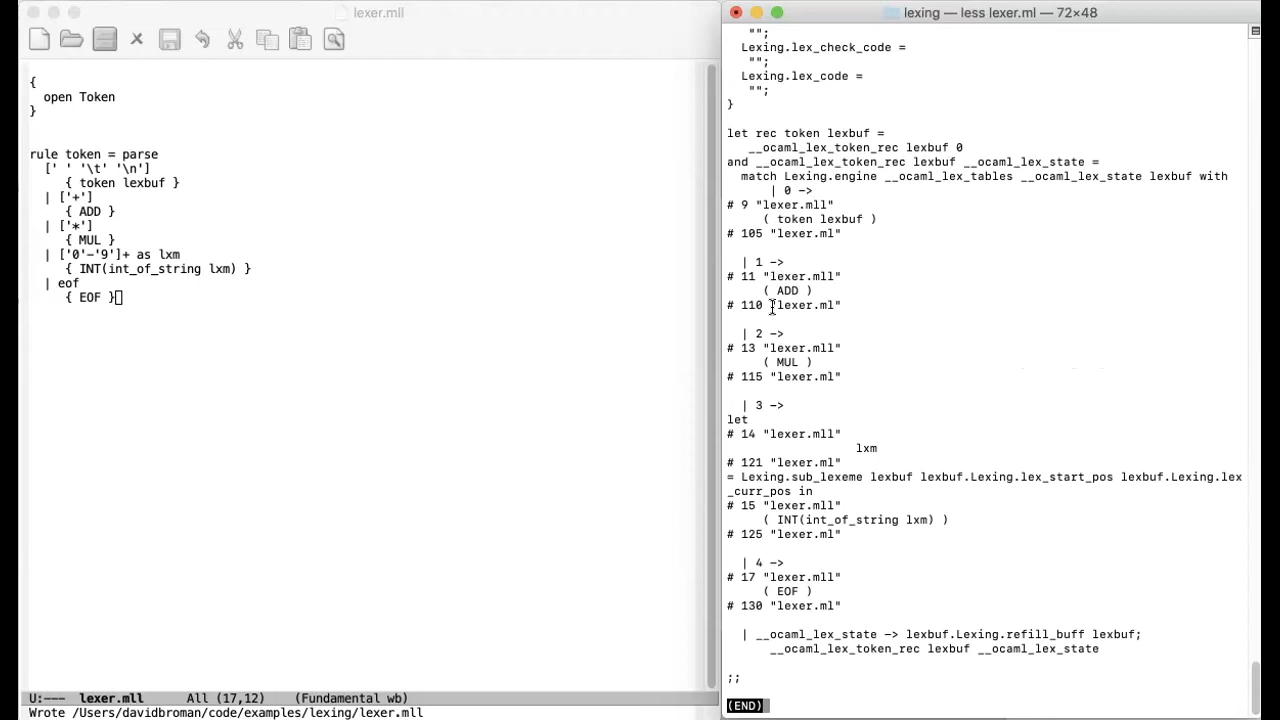 lexer.mll
{
  open Token
}
rule token = parse
  [' ' '\t' '\n']
     { token lexbuf }
  | ['+']
     { ADD }
  | ['*']
     { MUL }
  | ['0'-'9']+ as lxm
     { INT(int_of_string lxm) }
  | eof
     { EOF }
U:---  lexer.mll      All (17,12)    (Fundamental wb)
Wrote /Users/davidbroman/code/examples/lexing/lexer.mll
lexing — less lexer.ml — 72×48
   "";
  Lexing.lex_check_code =
   "";
  Lexing.lex_code =
   "";
}
let rec token lexbuf =
   __ocaml_lex_token_rec lexbuf 0
and __ocaml_lex_token_rec lexbuf __ocaml_lex_state =
  match Lexing.engine __ocaml_lex_tables __ocaml_lex_state lexbuf with
      | 0 ->
# 9 "lexer.mll"
     ( token lexbuf )
# 105 "lexer.ml"
  | 1 ->
# 11 "lexer.mll"
     ( ADD )
# 110 "lexer.ml"
  | 2 ->
# 13 "lexer.mll"
     ( MUL )
# 115 "lexer.ml"
  | 3 ->
let
# 14 "lexer.mll"
                  lxm
# 121 "lexer.ml"
= Lexing.sub_lexeme lexbuf lexbuf.Lexing.lex_start_pos lexbuf.Lexing.lex
_curr_pos in
# 15 "lexer.mll"
     ( INT(int_of_string lxm) )
# 125 "lexer.ml"
  | 4 ->
# 17 "lexer.mll"
     ( EOF )
# 130 "lexer.ml"
  | __ocaml_lex_state -> lexbuf.Lexing.refill_buff lexbuf;
      __ocaml_lex_token_rec lexbuf __ocaml_lex_state
;;
(END)